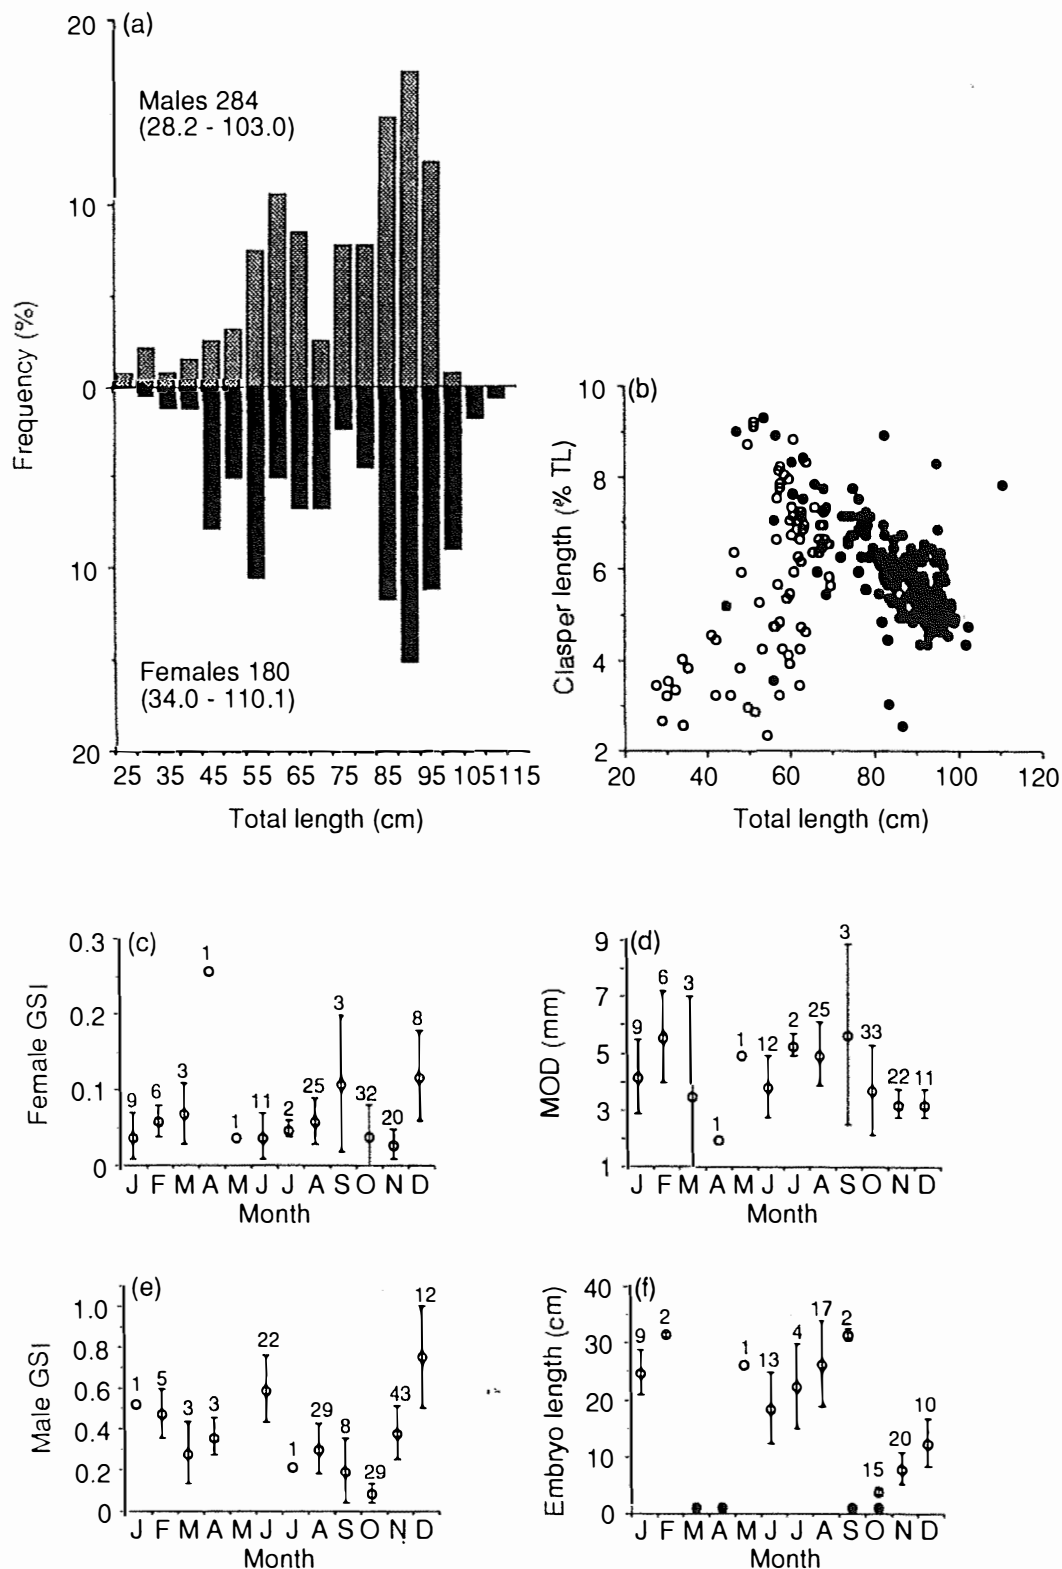 (a)
20
10
0
10
20
Frequency (%)
Males 284
(28.2 - 103.0)
Females 180
(34.0 - 110.1)
25 35 45 55 65 75 85 95 105 115
Total length (cm)
(b)
10
8
6
4
2
Clasper length (% TL)
20 40 60 80 100 120
Total length (cm)
(c)
0.3
0.2
0.1
0
Female GSI
9 6 3 1 1 11 2 25 3 32 20 8
J F M A M J J A S O N D
Month
(d)
9
7
5
3
1
MOD (mm)
9 6 3 1 1 12 2 25 3 33 22 11
J F M A M J J A S O N D
Month
(e)
1.0
0.8
0.6
0.4
0.2
0
Male GSI
1 5 3 3 22 1 29 8 29 43 12
J F M A M J J A S O N D
Month
(f)
40
30
20
10
0
Embryo length (cm)
9 2 1 13 4 17 2 15 20 10
J F M A M J J A S O N D
Month